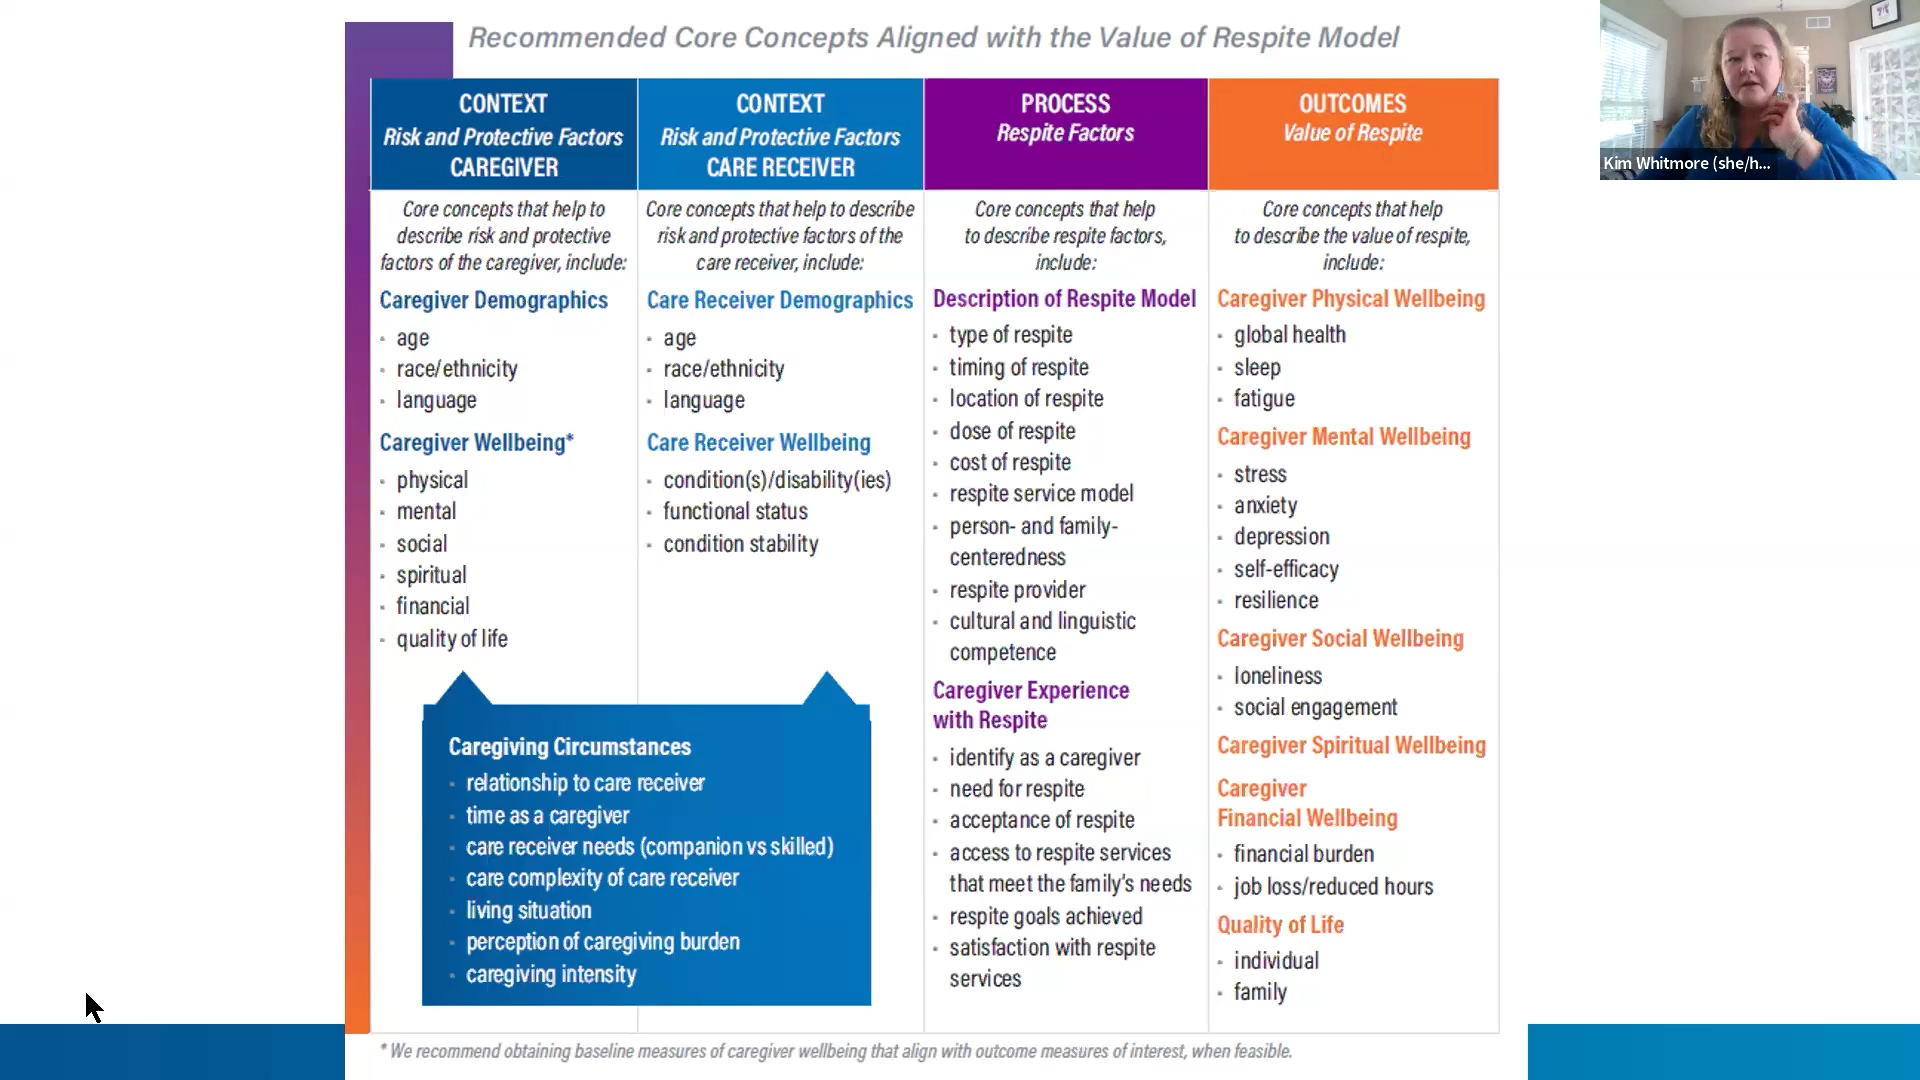 Recommended Core Concepts Aligned with the Value of Respite Model
CONTEXT
Risk and Protective Factors
CAREGIVER
Core concepts that help to
describe risk and protective
factors of the caregiver, include:
Caregiver Demographics
- age
- race/ethnicity
- language
Caregiver Wellbeing*
- physical
- mental
- social
- spiritual
- financial
- quality of life
CONTEXT
Risk and Protective Factors
CARE RECEIVER
Core concepts that help to describe
risk and protective factors of the
care receiver, include:
Care Receiver Demographics
- age
- race/ethnicity
- language
Care Receiver Wellbeing
- condition(s)/disability(ies)
- functional status
- condition stability
Caregiving Circumstances
- relationship to care receiver
- time as a caregiver
- care receiver needs (companion vs skilled)
- care complexity of care receiver
- living situation
- perception of caregiving burden
- caregiving intensity
PROCESS
Respite Factors
Core concepts that help
to describe respite factors,
include:
Description of Respite Model
- type of respite
- timing of respite
- location of respite
- dose of respite
- cost of respite
- respite service model
- person- and family-
centeredness
- respite provider
- cultural and linguistic
competence
Caregiver Experience
with Respite
- identify as a caregiver
- need for respite
- acceptance of respite
- access to respite services
that meet the family's needs
- respite goals achieved
- satisfaction with respite
services
OUTCOMES
Value of Respite
Core concepts that help
to describe the value of respite,
include:
Caregiver Physical Wellbeing
- global health
- sleep
- fatigue
Caregiver Mental Wellbeing
- stress
- anxiety
- depression
- self-efficacy
- resilience
Caregiver Social Wellbeing
- loneliness
- social engagement
Caregiver Spiritual Wellbeing
Caregiver
Financial Wellbeing
- financial burden
- job loss/reduced hours
Quality of Life
- individual
- family
* We recommend obtaining baseline measures of caregiver wellbeing that align with outcome measures of interest, when feasible.
Kim Whitmore (she/h...